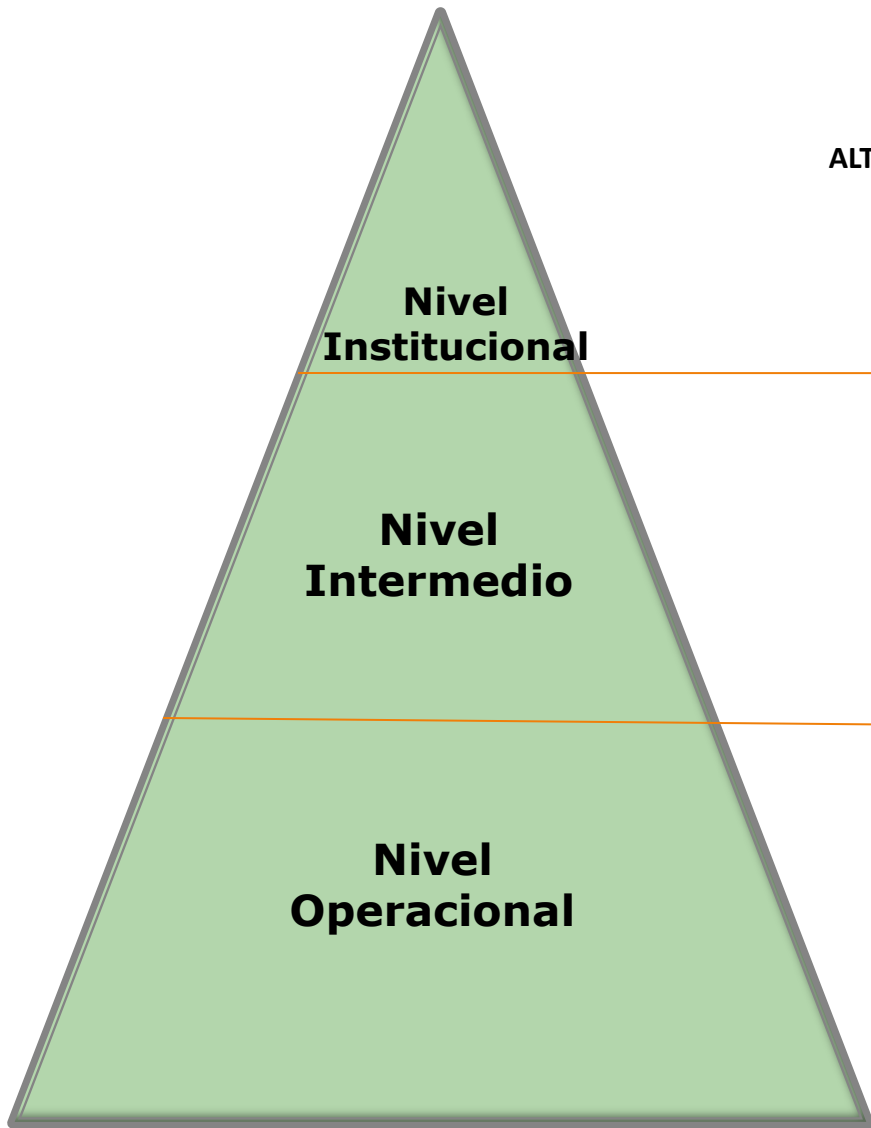 ALT
Nivel
Institucional
Nivel
Intermedio
Nivel
Operacional